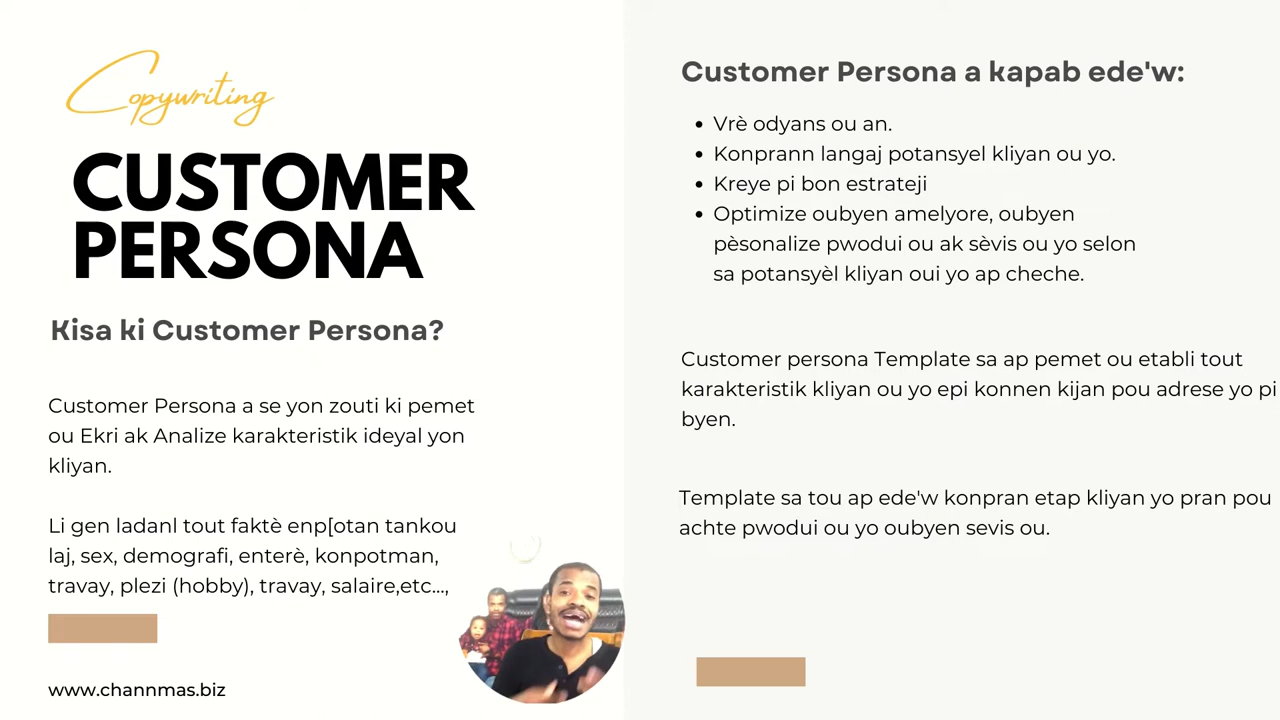 Copywriting
CUSTOMER
PERSONA
Kisa ki Customer Persona?
Customer Persona a se yon zouti ki pemet
ou Ekri ak Analize karakteristik ideyal yon
kliyan.
Li gen ladanl tout faktè enp[otan tankou
laj, sex, demografi, enterè, konpotman,
travay, plezi (hobby), travay, salaire,etc...,
www.channmas.biz
Customer Persona a kapab ede'w:
• Vrè odyans ou an.
• Konprann langaj potansyel kliyan ou yo.
• Kreye pi bon estrateji
• Optimize oubyen amelyore, oubyen
pèsonalize pwodui ou ak sèvis ou yo selon
sa potansyèl kliyan oui yo ap cheche.
Customer persona Template sa ap pemet ou etabli tout
karakteristik kliyan ou yo epi konnen kijan pou adrese yo pi
byen.
Template sa tou ap ede'w konpran etap kliyan yo pran pou
achte pwodui ou yo oubyen sevis ou.